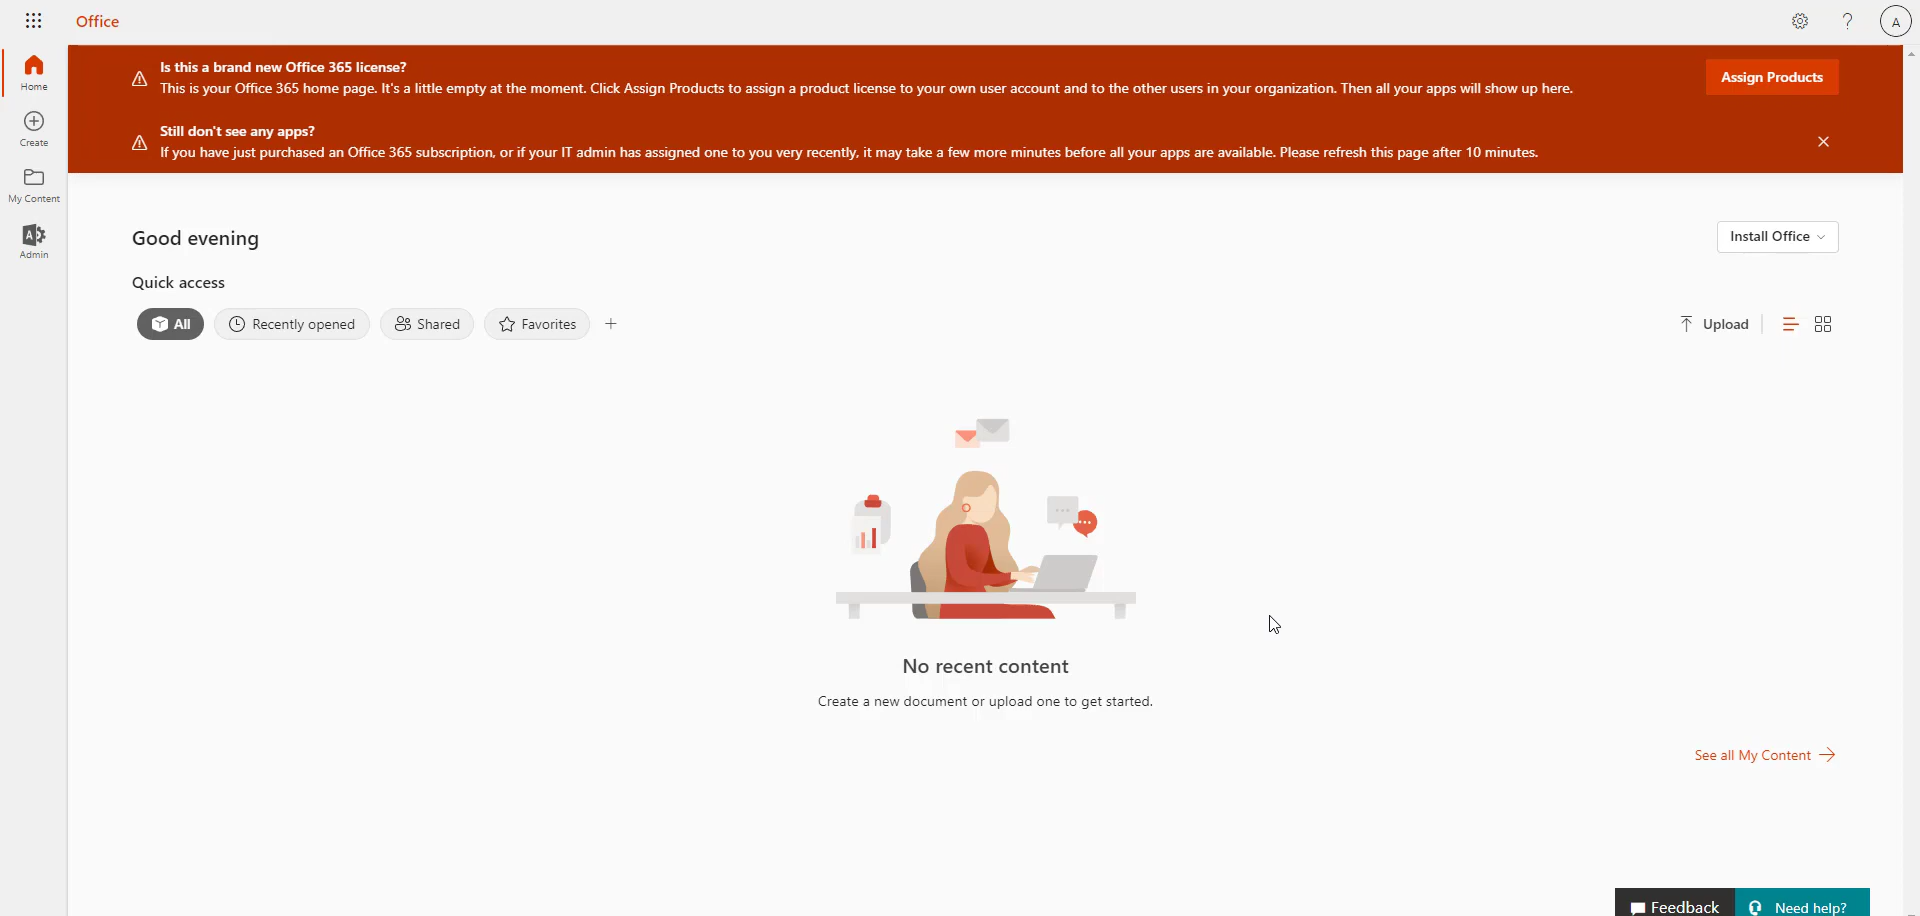 Office
?
A
Is this a brand new Office 365 license?
This is your Office 365 home page. It's a little empty at the moment. Click Assign Products to assign a product license to your own user account and to the other users in your organization. Then all your apps will show up here.
Assign Products
Still don't see any apps?
If you have just purchased an Office 365 subscription, or if your IT admin has assigned one to you very recently, it may take a few more minutes before all your apps are available. Please refresh this page after 10 minutes.
Home
Create
My Content
A
Admin
Good evening
Install Office
Quick access
All
Recently opened
Shared
Favorites
Upload
No recent content
Create a new document or upload one to get started.
See all My Content
Feedback
Need help?